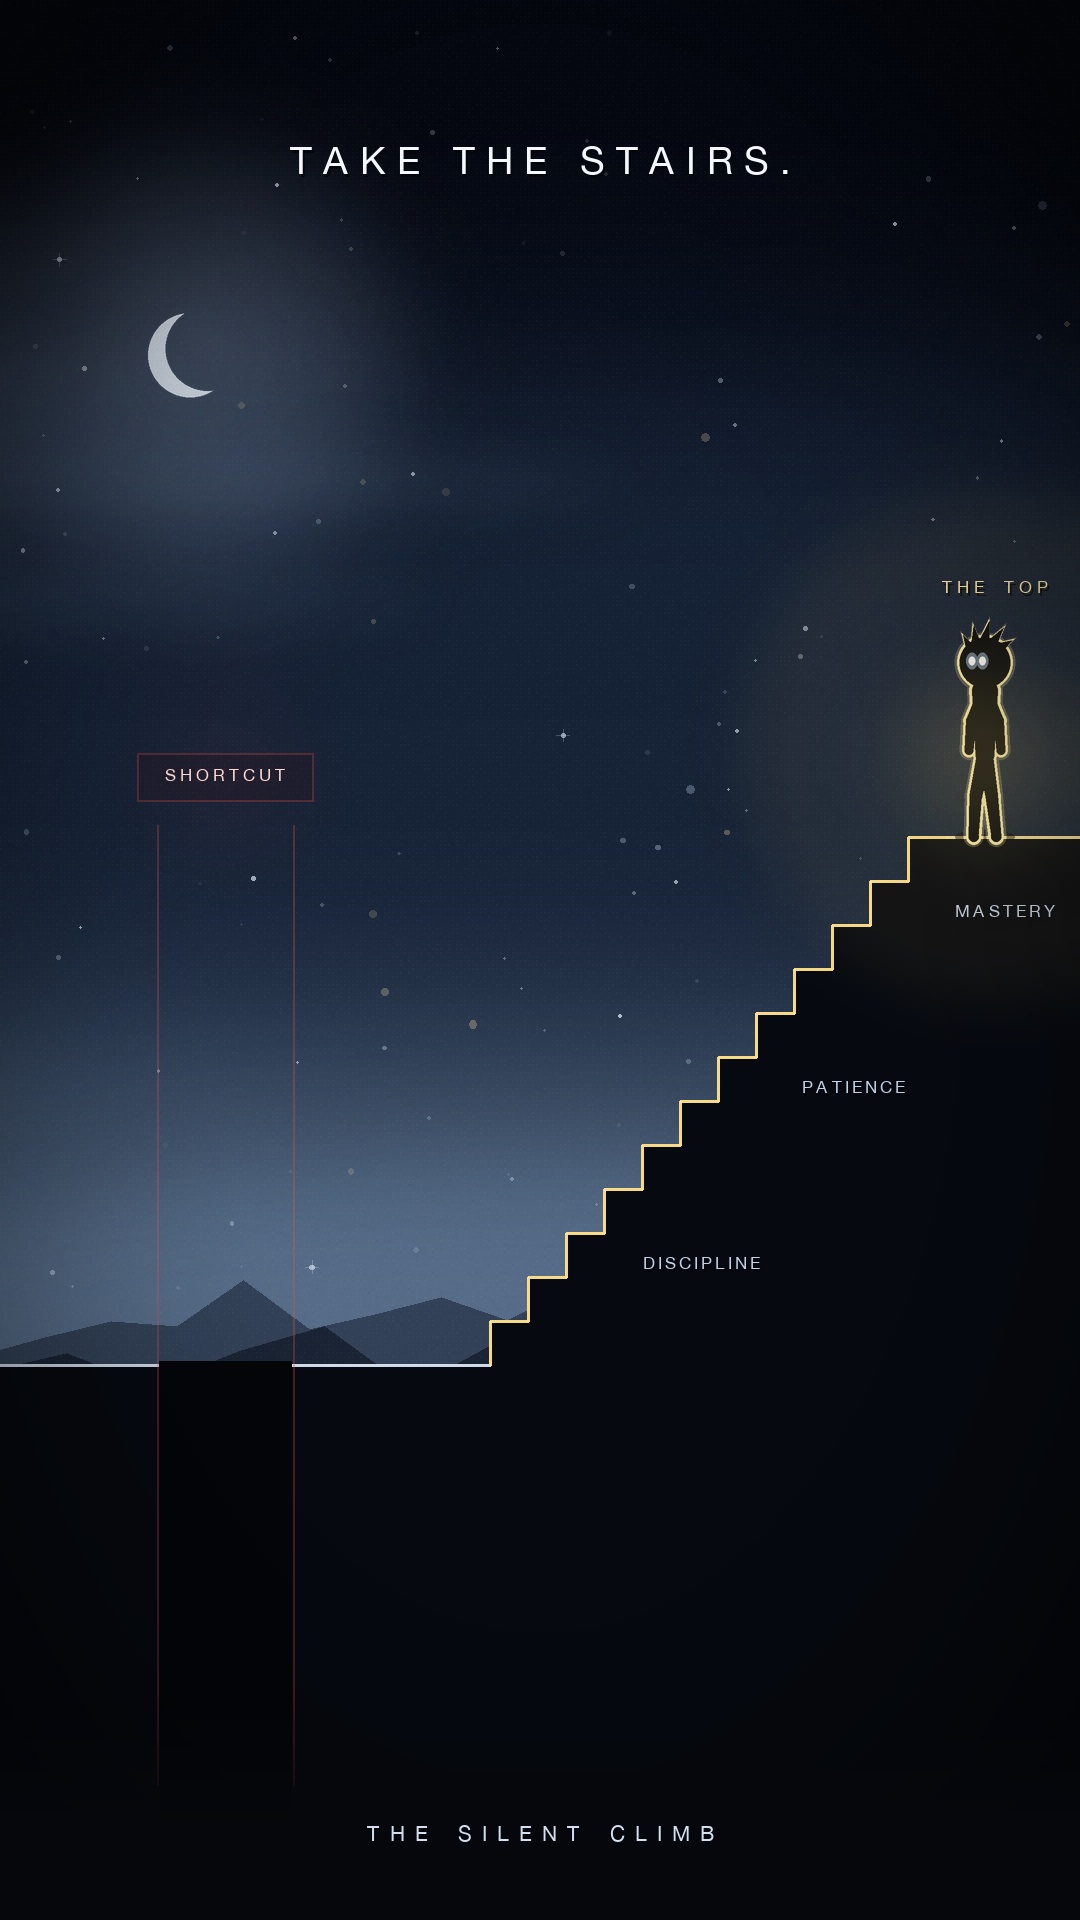 TAKE THE STAIRS.
THE TOP
SHORTCUT
MASTERY
PATIENCE
DISCIPLINE
THE SILENT CLIMB